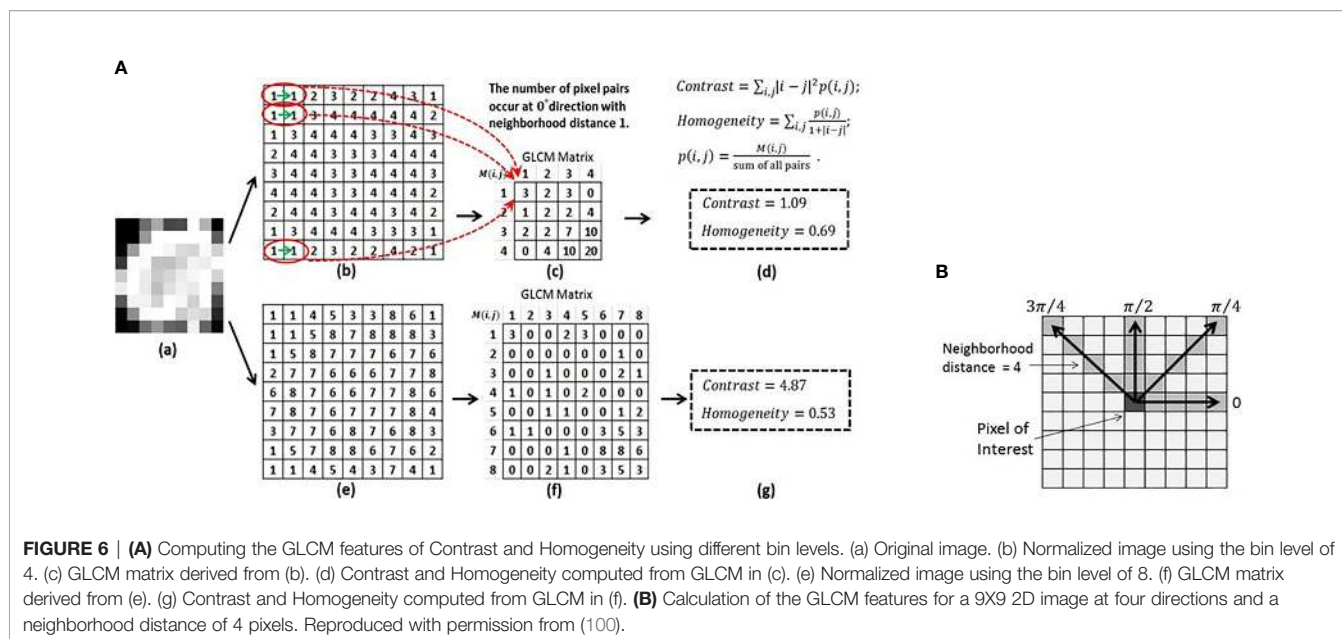 A
1 1 2 3 2 2 4 3 1
1 1 3 4 4 4 4 4 2
1 3 4 4 4 3 3 4 3
2 4 4 3 3 3 4 4 4
3 4 4 3 3 4 4 4 3
4 4 4 3 3 4 4 4 2
2 4 4 3 4 4 3 4 2
1 3 4 4 4 3 3 3 1
1 1 2 3 2 2 4 2 1
(b)
The number of pixel pairs
occur at 0° direction with
neighborhood distance 1.
GLCM Matrix
M(i,j) 1 2 3 4
1 3 2 3 0
2 1 2 2 4
3 2 2 7 10
4 0 4 10 20
(c)
Contrast = ∑i,j|i − j|²p(i,j);
Homogeneity = ∑i,j p(i,j)/1+|i−j|;
p(i,j) = M(i,j)/sum of all pairs .
Contrast = 1.09
Homogeneity = 0.69
(d)
(a)
1 1 4 5 3 3 8 6 1
1 1 5 8 7 8 8 8 3
1 5 8 7 7 7 6 7 6
2 7 7 6 6 7 7 7 8
6 8 7 6 6 7 7 8 6
7 8 7 6 7 7 7 8 4
3 7 7 6 8 7 6 8 3
1 5 7 8 8 6 7 6 2
1 1 4 5 4 3 7 4 1
(e)
GLCM Matrix
M(i,j) 1 2 3 4 5 6 7 8
1 3 0 0 2 3 0 0 0
2 0 0 0 0 0 0 1 0
3 0 0 1 0 0 0 2 1
4 1 0 1 0 2 0 0 0
5 0 0 1 1 0 0 1 2
6 1 1 0 0 0 3 5 3
7 0 0 0 1 0 8 8 6
8 0 0 2 1 0 3 5 3
(f)
Contrast = 4.87
Homogeneity = 0.53
(g)
B
3π/4 π/2 π/4
Neighborhood
distance = 4
0
Pixel of
Interest
FIGURE 6 | (A) Computing the GLCM features of Contrast and Homogeneity using different bin levels. (a) Original image. (b) Normalized image using the bin level of
4. (c) GLCM matrix derived from (b). (d) Contrast and Homogeneity computed from GLCM in (c). (e) Normalized image using the bin level of 8. (f) GLCM matrix
derived from (e). (g) Contrast and Homogeneity computed from GLCM in (f). (B) Calculation of the GLCM features for a 9X9 2D image at four directions and a
neighborhood distance of 4 pixels. Reproduced with permission from (100).